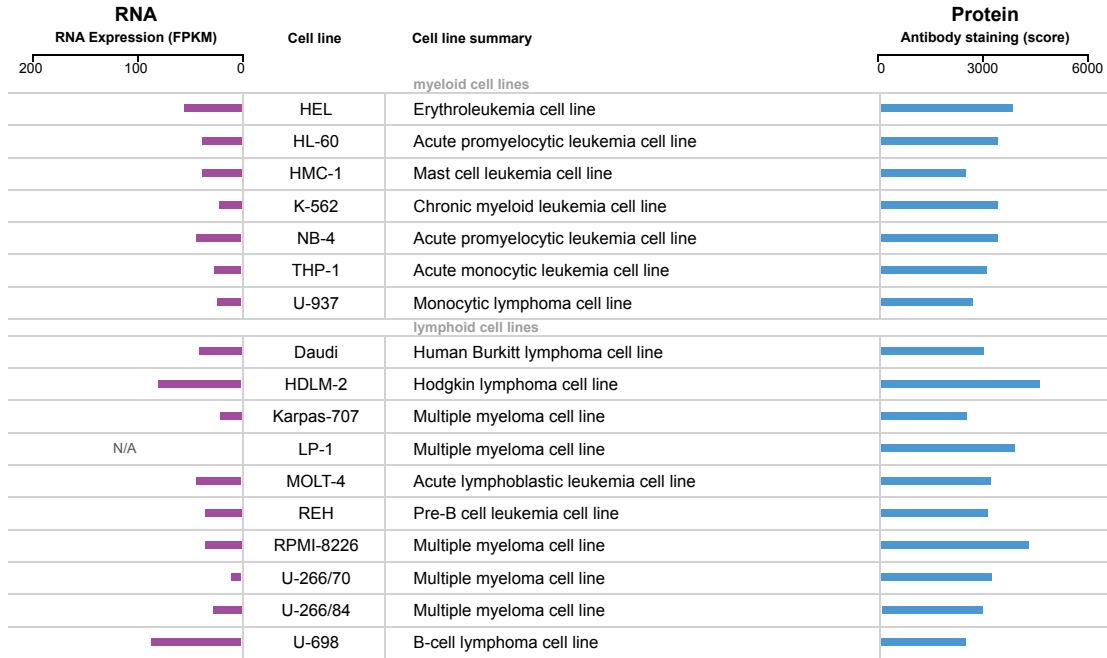 RNA Protein
RNA Expression (FPKM) Cell line Cell line summary Antibody staining (score)
200 100 0 0 3000 6000
myeloid cell lines
HEL Erythroleukemia cell line
HL-60 Acute promyelocytic leukemia cell line
HMC-1 Mast cell leukemia cell line
K-562 Chronic myeloid leukemia cell line
NB-4 Acute promyelocytic leukemia cell line
THP-1 Acute monocytic leukemia cell line
U-937 Monocytic lymphoma cell line
lymphoid cell lines
Daudi Human Burkitt lymphoma cell line
HDLM-2 Hodgkin lymphoma cell line
Karpas-707 Multiple myeloma cell line
N/A LP-1 Multiple myeloma cell line
MOLT-4 Acute lymphoblastic leukemia cell line
REH Pre-B cell leukemia cell line
RPMI-8226 Multiple myeloma cell line
U-266/70 Multiple myeloma cell line
U-266/84 Multiple myeloma cell line
U-698 B-cell lymphoma cell line